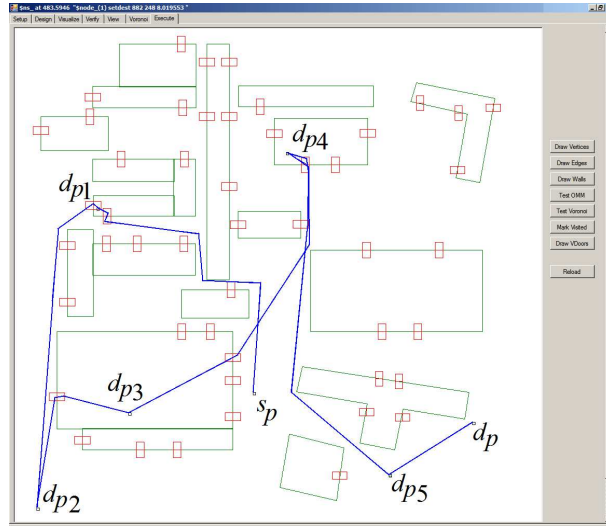 $ns_ at 483.5946 "$node_(1) setdest 882 248 8.019553 "
Setup Design Visualize Verify View Voronoi Execute
dp4
Draw Vertices
Draw Edges
Draw Walls
dp1
Test OMM
Test Voronoi
Mark Visited
Draw VDoors
Reload
dp3
sp
dp
dp2
dp5